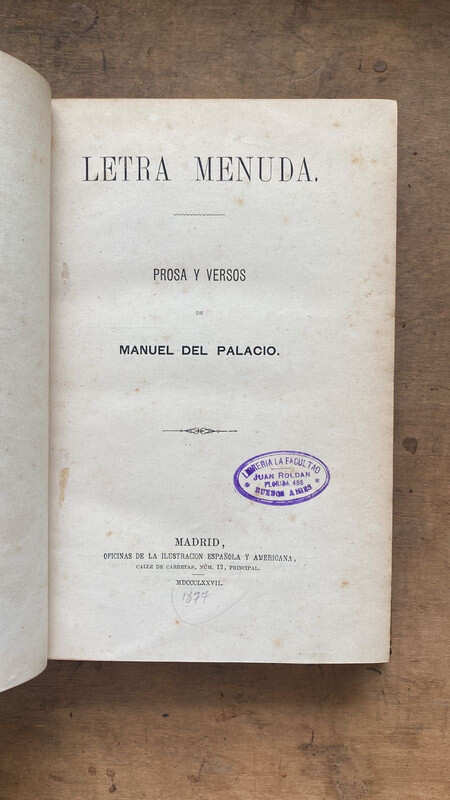 LETRA MENUDA.
PROSA Y VERSOS
DE
MANUEL DEL PALACIO.
LIBRERIA LA FACULTAD
JUAN ROLDAN
FLORIDA 436
BUENOS AIRES
MADRID,
OFICINAS DE LA ILUSTRACION ESPAÑOLA Y AMERICANA,
CALLE DE CARRETAS, NÚM. 12, PRINCIPAL.
MDCCCLXXVII.
1877